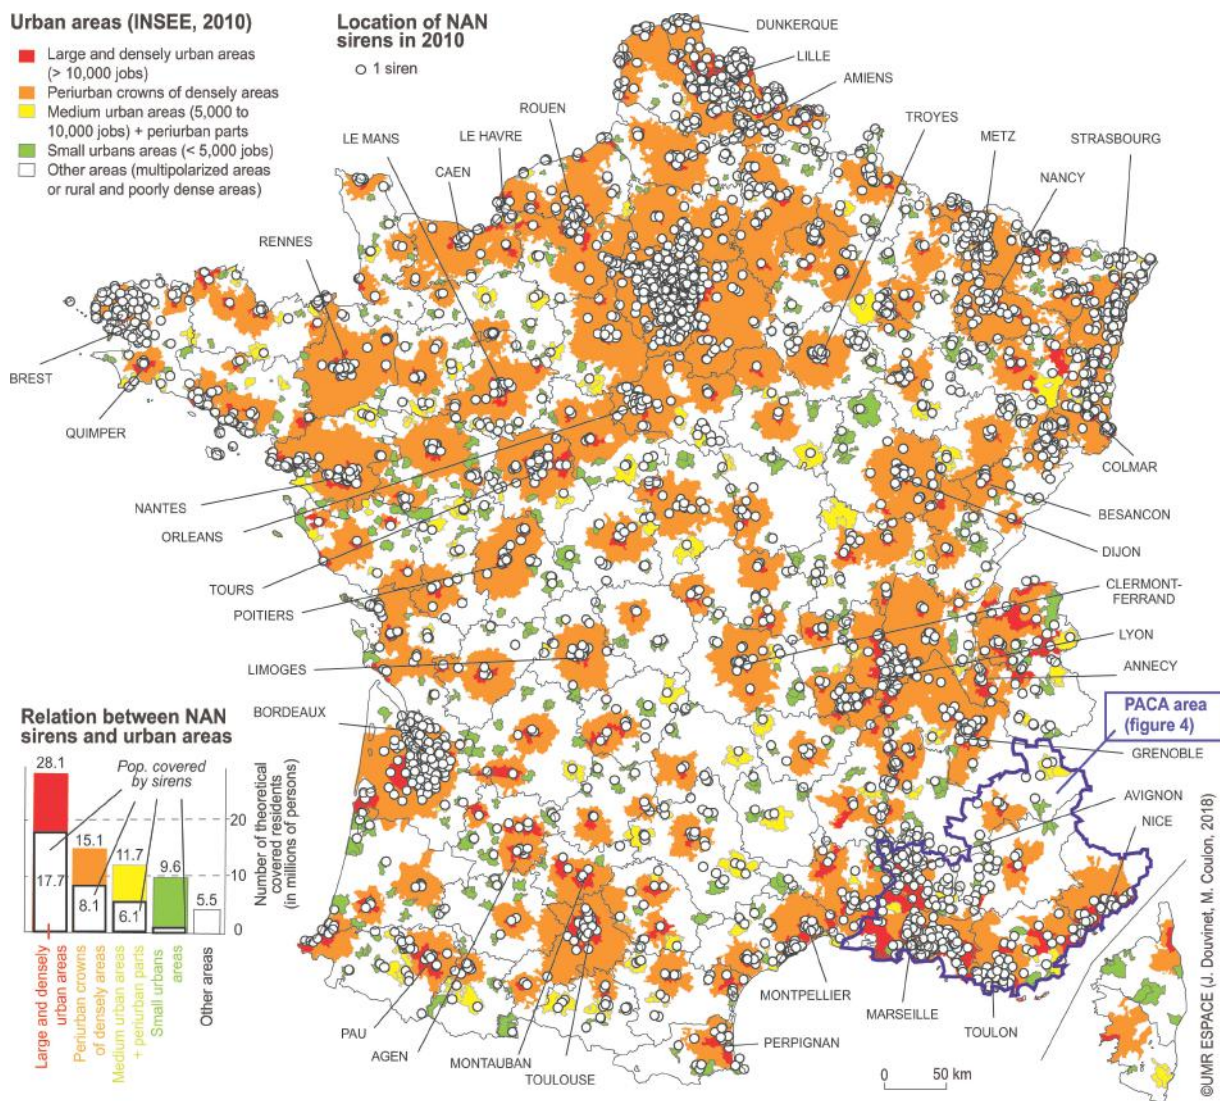 Urban areas (INSEE, 2010)
Large and densely urban areas
(> 10,000 jobs)
Periurban crowns of densely areas
Medium urban areas (5,000 to
10,000 jobs) + periurban parts
Small urbans areas (< 5,000 jobs)
Other areas (multipolarized areas
or rural and poorly dense areas)
Location of NAN
sirens in 2010
1 siren
DUNKERQUE
LILLE
AMIENS
ROUEN
TROYES
LE MANS
LE HAVRE
METZ
STRASBOURG
CAEN
NANCY
RENNES
BREST
QUIMPER
COLMAR
NANTES
BESANCON
ORLEANS
DIJON
TOURS
CLERMONT-
FERRAND
POITIERS
LYON
LIMOGES
ANNECY
BORDEAUX
PACA area
(figure 4)
GRENOBLE
AVIGNON
NICE
MONTPELLIER
MARSEILLE
TOULON
PAU
AGEN
MONTAUBAN
TOULOUSE
PERPIGNAN
0 50 km
Relation between NAN
sirens and urban areas
Pop. covered
by sirens
28.1
17.7
15.1
8.1
11.7
6.1
9.6
5.5
20
10
0
Number of theoretical
covered residents
(in millions of persons)
Large and densely
urban areas
Periurban crowns
of densely areas
Medium urban areas
+ periurban parts
Small urbans
areas
Other areas
©UMR ESPACE (J. Douvinet, M. Coulon, 2018)